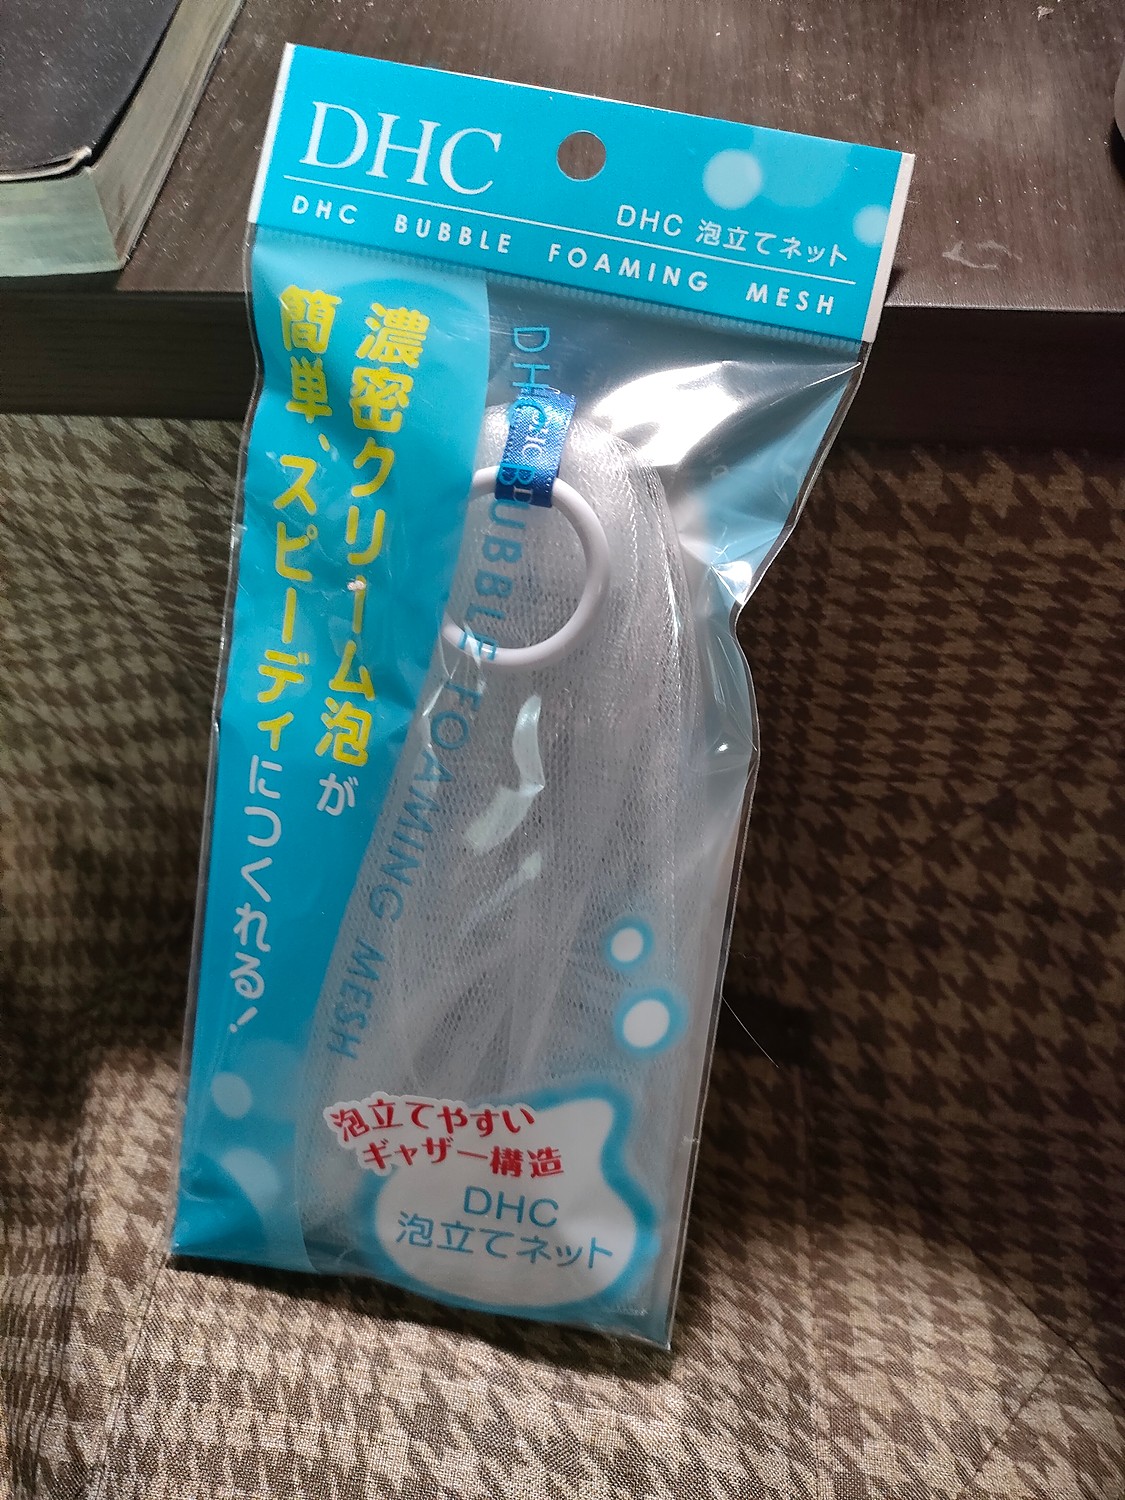 DHC
DHC 泡立てネット
DHC BUBBLE FOAMING MESH
濃密クリーム泡が
簡単、スピーディにつくれる!
DHC BUBBLE FOAMING MESH
泡立てやすい
ギャザー構造
DHC
泡立てネット